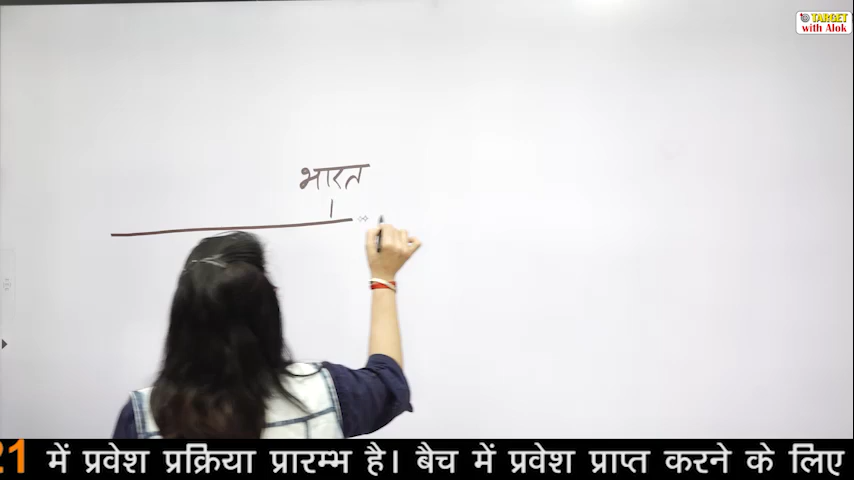 TARGET
with Alok
भारत
21 में प्रवेश प्रक्रिया प्रारम्भ है। बैच में प्रवेश प्राप्त करने के लिए